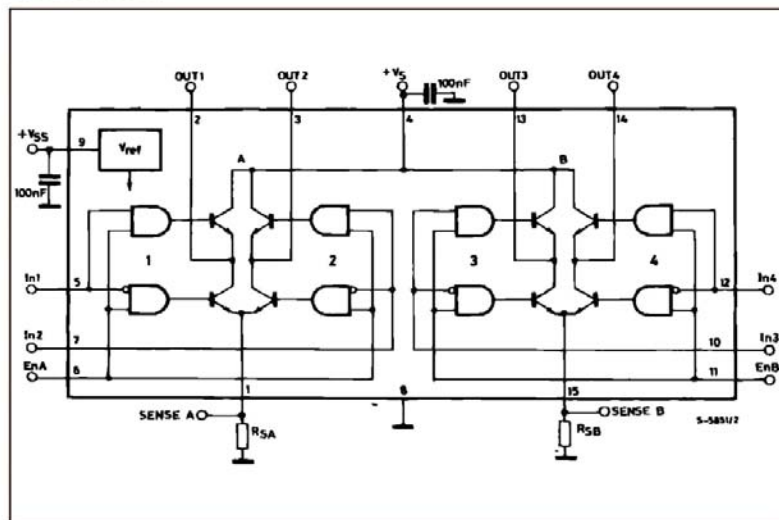 OUT1 OUT2 +VS 100nF OUT3 OUT4
2 3 4 13 14
+VSS 9 Vref
A B
100nF
1 2 3 4
In1 5 12 In4
In2 7 10 In3
EnA 6 11 EnB
1 8 15
SENSE A SENSE B S-5851/2
RSA RSB